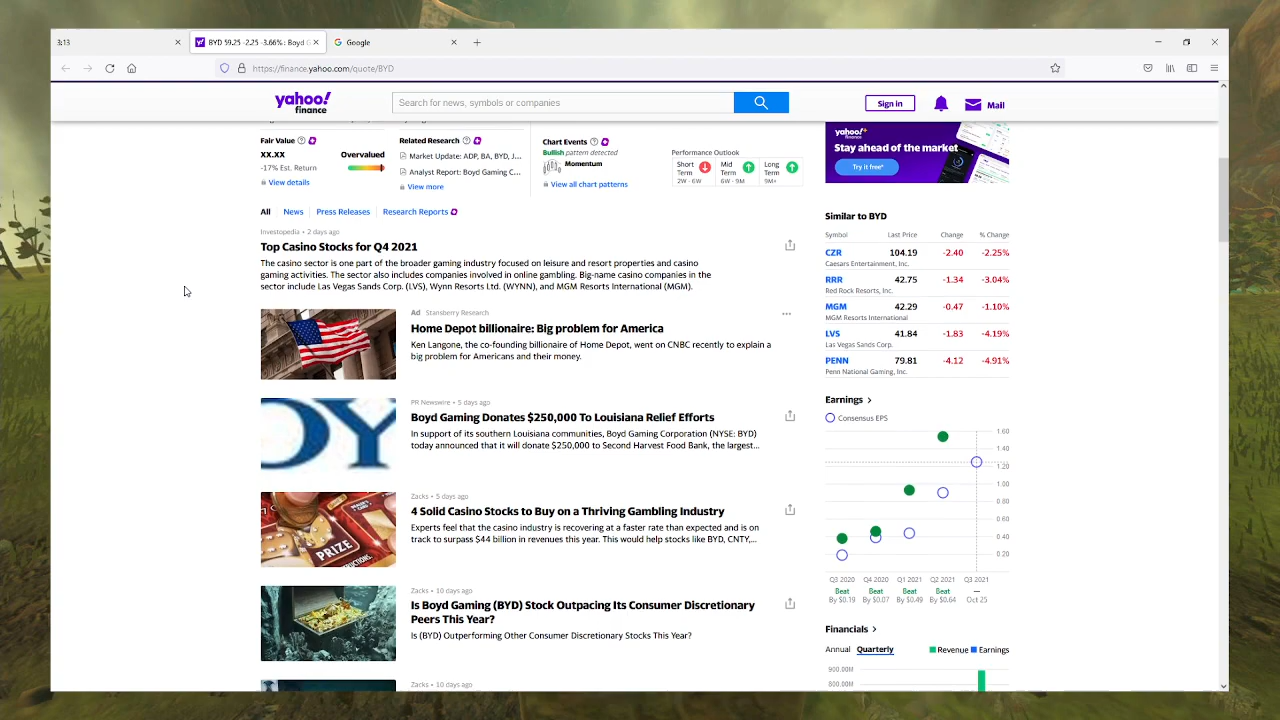 3:13
BYD 59.25 -2.25 -3.66% : Boyd G
Google
https://finance.yahoo.com/quote/BYD
yahoo!
finance
Search for news, symbols or companies
Sign in
Mail
Fair Value
XX.XX
Overvalued
-17% Est. Return
View details
Related Research
Market Update: ADP, BA, BYD, J...
Analyst Report: Boyd Gaming C...
View more
Chart Events
Bullish pattern detected
Momentum
View all chart patterns
Performance Outlook
Short
Term
2W - 6W
Mid
Term
6W - 9M
Long
Term
9M+
yahoo!+
finance
Stay ahead of the market
Try it free*
All
News
Press Releases
Research Reports
Investopedia • 2 days ago
Top Casino Stocks for Q4 2021
The casino sector is one part of the broader gaming industry focused on leisure and resort properties and casino
gaming activities. The sector also includes companies involved in online gambling. Big-name casino companies in the
sector include Las Vegas Sands Corp. (LVS), Wynn Resorts Ltd. (WYNN), and MGM Resorts International (MGM).
Ad Stansberry Research
Home Depot billionaire: Big problem for America
Ken Langone, the co-founding billionaire of Home Depot, went on CNBC recently to explain a
big problem for Americans and their money.
PR Newswire • 5 days ago
Boyd Gaming Donates $250,000 To Louisiana Relief Efforts
In support of its southern Louisiana communities, Boyd Gaming Corporation (NYSE: BYD)
today announced that it will donate $250,000 to Second Harvest Food Bank, the largest...
OY
Zacks • 5 days ago
4 Solid Casino Stocks to Buy on a Thriving Gambling Industry
Experts feel that the casino industry is recovering at a faster rate than expected and is on
track to surpass $44 billion in revenues this year. This would help stocks like BYD, CNTY,...
PRIZE
Zacks • 10 days ago
Is Boyd Gaming (BYD) Stock Outpacing Its Consumer Discretionary
Peers This Year?
Is (BYD) Outperforming Other Consumer Discretionary Stocks This Year?
Zacks • 10 days ago
Similar to BYD
Symbol Last Price Change % Change
CZR 104.19 -2.40 -2.25%
Caesars Entertainment, Inc.
RRR 42.75 -1.34 -3.04%
Red Rock Resorts, Inc.
MGM 42.29 -0.47 -1.10%
MGM Resorts International
LVS 41.84 -1.83 -4.19%
Las Vegas Sands Corp.
PENN 79.81 -4.12 -4.91%
Penn National Gaming, Inc.
Earnings
Consensus EPS
1.60
1.40
1.20
1.00
0.80
0.60
0.40
0.20
Q3 2020 Q4 2020 Q1 2021 Q2 2021 Q3 2021
Beat Beat Beat Beat —
By $0.19 By $0.07 By $0.49 By $0.64 Oct 25
Financials
Annual Quarterly
Revenue Earnings
900.00M
800.00M